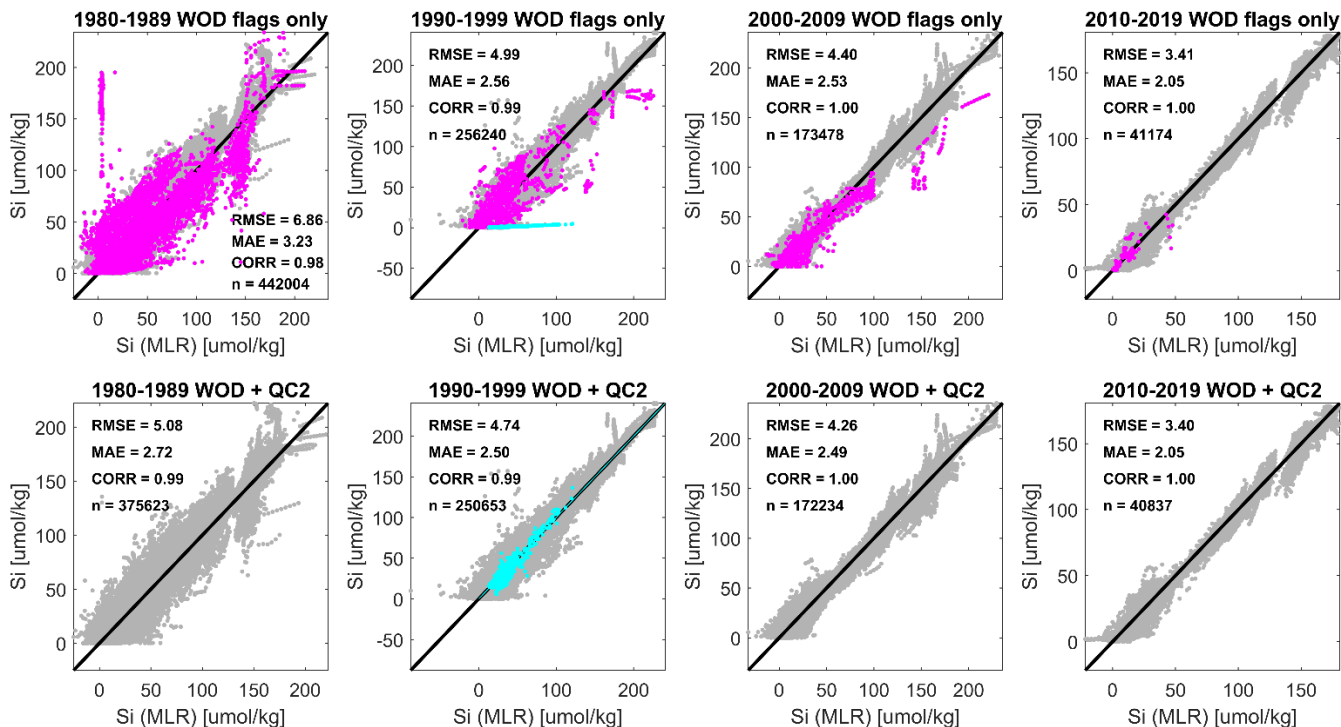 1980-1989 WOD flags only
Si [umol/kg]
200
150
100
50
0
RMSE = 6.86
MAE = 3.23
CORR = 0.98
n = 442004
0 50 100 150 200
Si (MLR) [umol/kg]
1990-1999 WOD flags only
Si [umol/kg]
200
150
100
50
0
-50
RMSE = 4.99
MAE = 2.56
CORR = 0.99
n = 256240
0 100 200
Si (MLR) [umol/kg]
2000-2009 WOD flags only
Si [umol/kg]
200
150
100
50
0
RMSE = 4.40
MAE = 2.53
CORR = 1.00
n = 173478
0 50 100 150 200
Si (MLR) [umol/kg]
2010-2019 WOD flags only
Si [umol/kg]
150
100
50
0
RMSE = 3.41
MAE = 2.05
CORR = 1.00
n = 41174
0 50 100 150
Si (MLR) [umol/kg]
1980-1989 WOD + QC2
Si [umol/kg]
200
150
100
50
0
RMSE = 5.08
MAE = 2.72
CORR = 0.99
n = 375623
0 50 100 150 200
Si (MLR) [umol/kg]
1990-1999 WOD + QC2
Si [umol/kg]
200
150
100
50
0
-50
RMSE = 4.74
MAE = 2.50
CORR = 0.99
n = 250653
0 100 200
Si (MLR) [umol/kg]
2000-2009 WOD + QC2
Si [umol/kg]
200
150
100
50
0
RMSE = 4.26
MAE = 2.49
CORR = 1.00
n = 172234
0 50 100 150 200
Si (MLR) [umol/kg]
2010-2019 WOD + QC2
Si [umol/kg]
150
100
50
0
RMSE = 3.40
MAE = 2.05
CORR = 1.00
n = 40837
0 50 100 150
Si (MLR) [umol/kg]